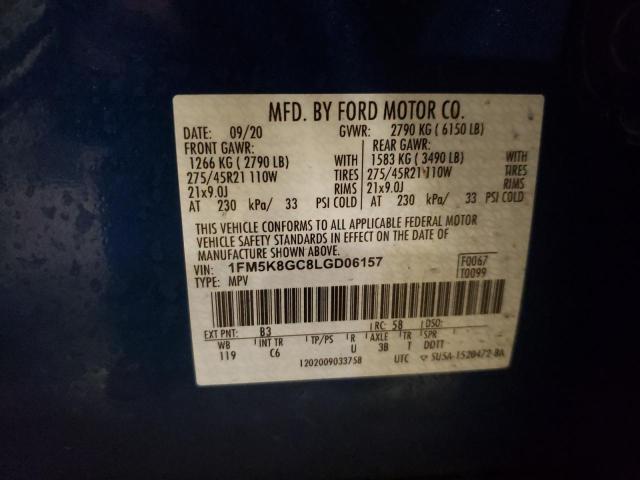 MFD. BY FORD MOTOR CO.
DATE: 09/20 GVWR: 2790 KG ( 6150 LB)
FRONT GAWR: REAR GAWR:
1266 KG ( 2790 LB) WITH 1583 KG ( 3490 LB) WITH
275/45R21 110W TIRES 275/45R21 110W TIRES
21x9.0J RIMS 21x9.0J RIMS
AT 230 kPa/ 33 PSI COLD AT 230 kPa/ 33 PSI COLD
THIS VEHICLE CONFORMS TO ALL APPLICABLE FEDERAL MOTOR
VEHICLE SAFETY STANDARDS IN EFFECT ON THE DATE OF
MANUFACTURE SHOWN ABOVE.
VIN: 1FM5K8GC8LGD06157 F0067
TYPE: MPV T0099
EXT PNT: B3 RC: 58 DSO:
WB INT TR TP/PS R AXLE TR SPR
119 C6 U 3B T DDTT
1202009033758 UTC SU5A-1520472-BA